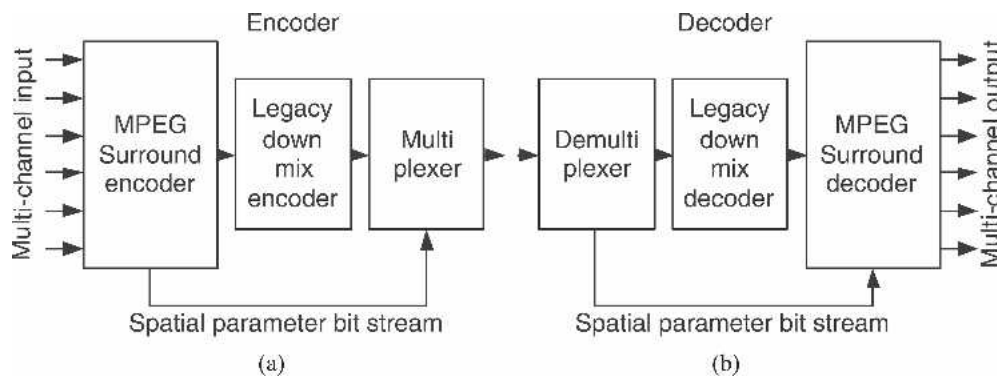 Encoder
Multi-channel input
MPEG
Surround
encoder
Legacy
down
mix
encoder
Multi
plexer
Spatial parameter bit stream
(a)
Decoder
Demulti
plexer
Legacy
down
mix
decoder
MPEG
Surround
decoder
Multi-channel output
Spatial parameter bit stream
(b)